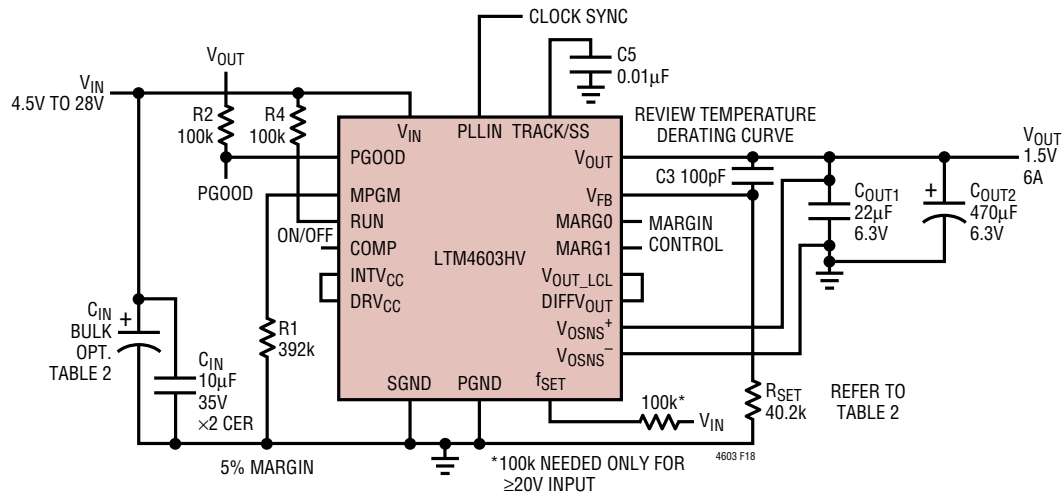 CLOCK SYNC
C5
0.01µF
VOUT
VIN
4.5V TO 28V
R2
100k
R4
100k
PGOOD
REVIEW TEMPERATURE
DERATING CURVE
VIN
PLLIN
TRACK/SS
PGOOD
MPGM
RUN
COMP
INTVCC
DRVCC
LTM4603HV
VOUT
VFB
MARG0
MARG1
VOUT_LCL
DIFFVOUT
VOSNS+
VOSNS–
SGND
PGND
fSET
ON/OFF
C3 100pF
MARGIN
CONTROL
VOUT
1.5V
6A
+
COUT1
22µF
6.3V
+
COUT2
470µF
6.3V
CIN
BULK
OPT.
TABLE 2
+
CIN
10µF
35V
×2 CER
R1
392k
100k*
VIN
RSET
40.2k
REFER TO
TABLE 2
5% MARGIN
*100k NEEDED ONLY FOR
≥20V INPUT
4603 F18